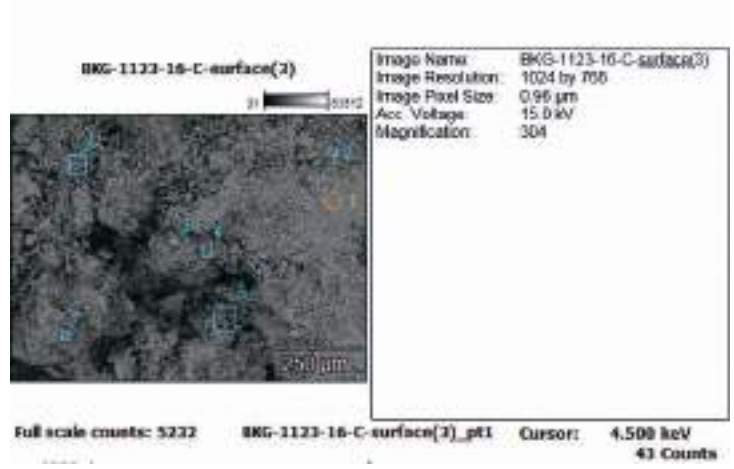 BKG-1123-16-C-surface(3)
Image Name: BKG-1123-16-C-surface(3)
Image Resolution: 1024 by 768
Image Pixel Size: 0.96 µm
Acc. Voltage: 15.0 kV
Magnification: 304
250 µm
Full scale counts: 5232
BKG-1123-16-C-surface(3)_pt1
Cursor: 4.500 keV
43 Counts